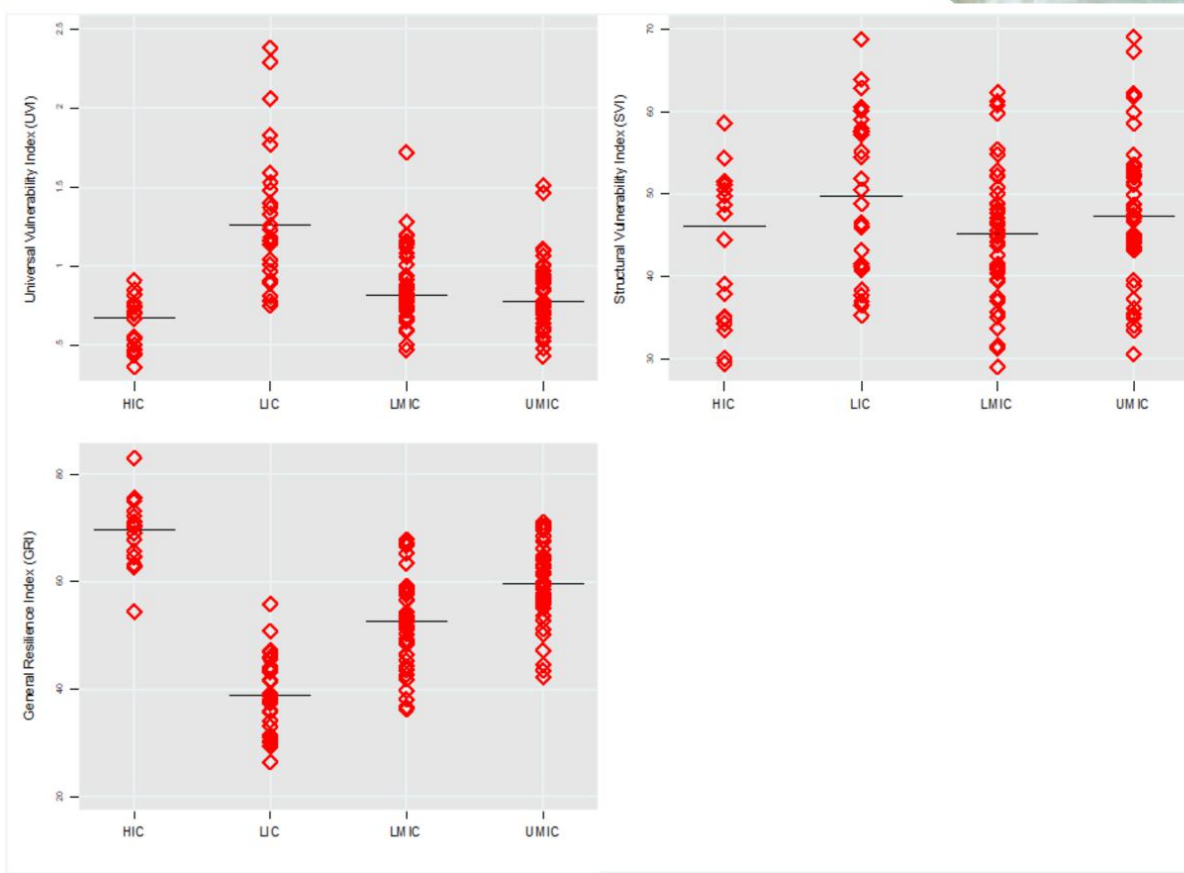 Universal Vulnerability Index (UVI)
2.5
2
1.5
1
.5
HIC
LIC
LMIC
UMIC
Structural Vulnerability Index (SVI)
70
60
50
40
30
HIC
LIC
LMIC
UMIC
General Resilience Index (GRI)
80
60
40
20
HIC
LIC
LMIC
UMIC